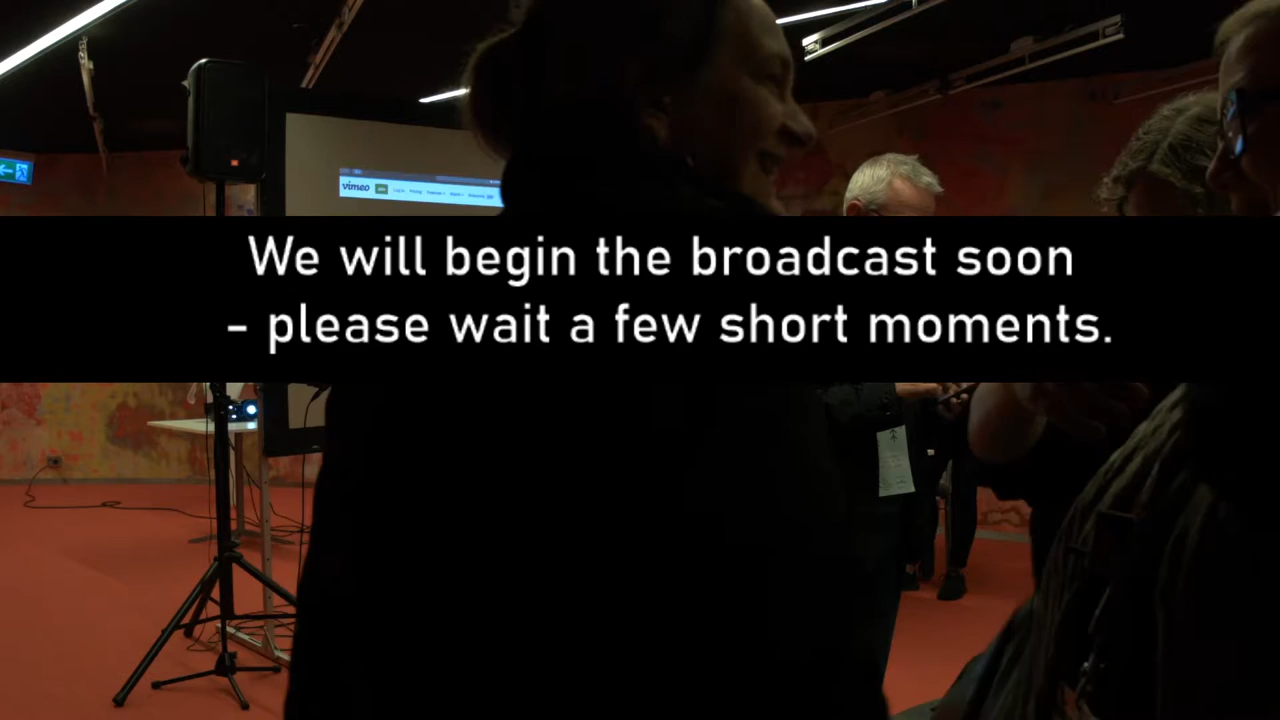 vimeo
We will begin the broadcast soon
- please wait a few short moments.